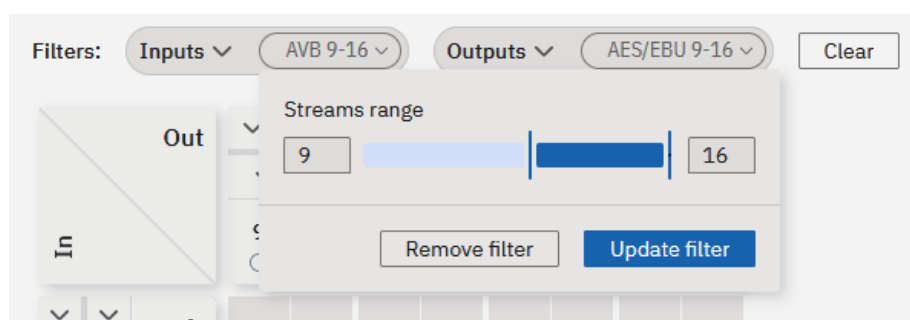 Filters: Inputs AVB 9-16 Outputs AES/EBU 9-16 Clear
Streams range
Out
9 16
In
Remove filter Update filter